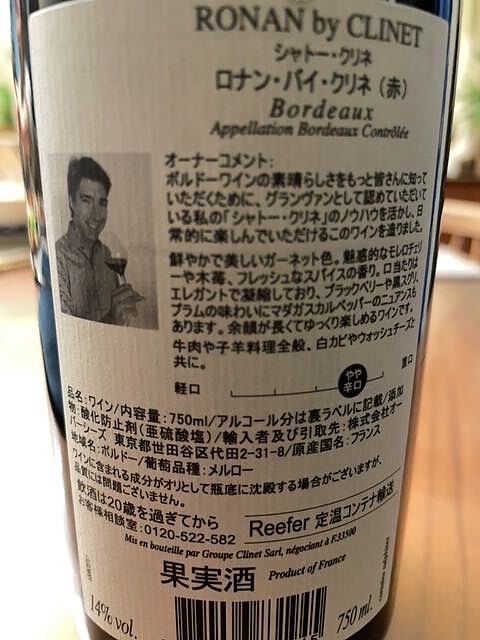 RONAN by CLINET
シャトー・クリネ
ロナン・バイ・クリネ（赤）
Bordeaux
Appellation Bordeaux Contrôlée
オーナーコメント：
ボルドーワインの素晴らしさをもっと皆さんに知って
いただくために、グランヴァンとして認めていただいて
いる私の「シャトー・クリネ」のノウハウを活かし、日
常的に楽しんでいただけるこのワインを造りました。
鮮やかで美しいガーネット色。魅惑的なモレロチェリ
ーや木苺、フレッシュなスパイスの香り。口当たりは
エレガントで凝縮しており、ブラックベリーや黒スグリ、
プラムの味わいにマダガスカルペッパーのニュアンスも
あります。余韻が長くてゆっくり楽しめるワインです。
牛肉や子羊料理全般、白カビやウォッシュチーズと
共に。
軽口 やや辛口 重口
品名：ワイン/内容量：750ml/アルコール分は裏ラベルに記載/添加
物：酸化防止剤（亜硫酸塩）/輸入者及び引取先：株式会社オー
バーシーズ 東京都世田谷区代田2-31-8/原産国名：フランス
地域名：ボルドー/葡萄品種：メルロー
ワインに含まれる成分がオリとして瓶底に沈殿する場合がございますが、
品質には問題ございません。
飲酒は20歳を過ぎてから
お客様相談室：0120-522-582
Reefer 定温コンテナ輸送
Mis en bouteille par Groupe Clinet Sarl, négociant à F.33500
果実酒 Product of France
14% vol.
750 ml.